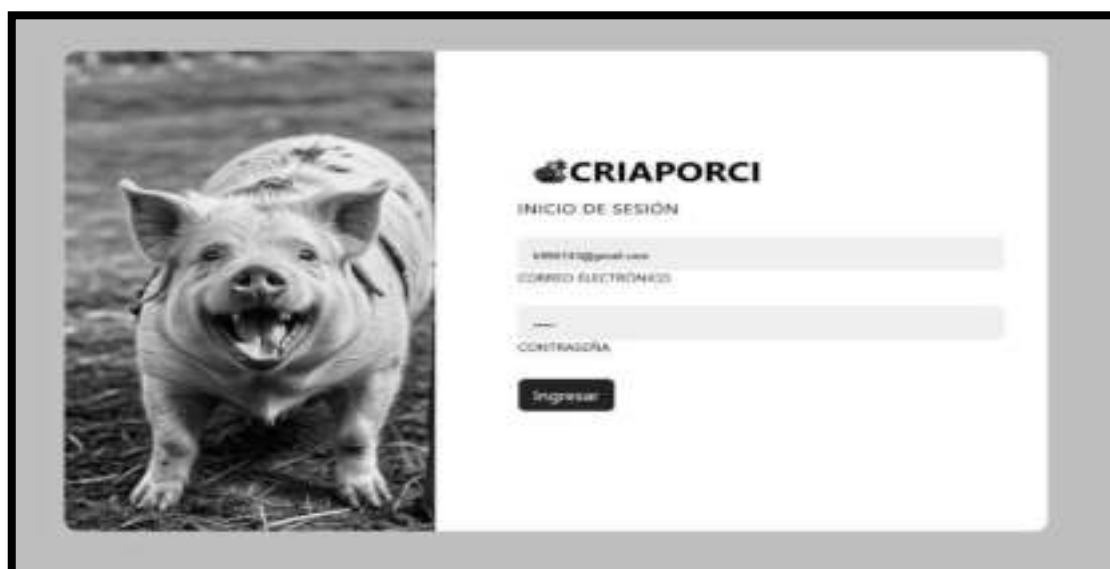 CRIAPORCI
INICIO DE SESIÓN
CORREO ELECTRÓNICO
CONTRASEÑA
Ingresar